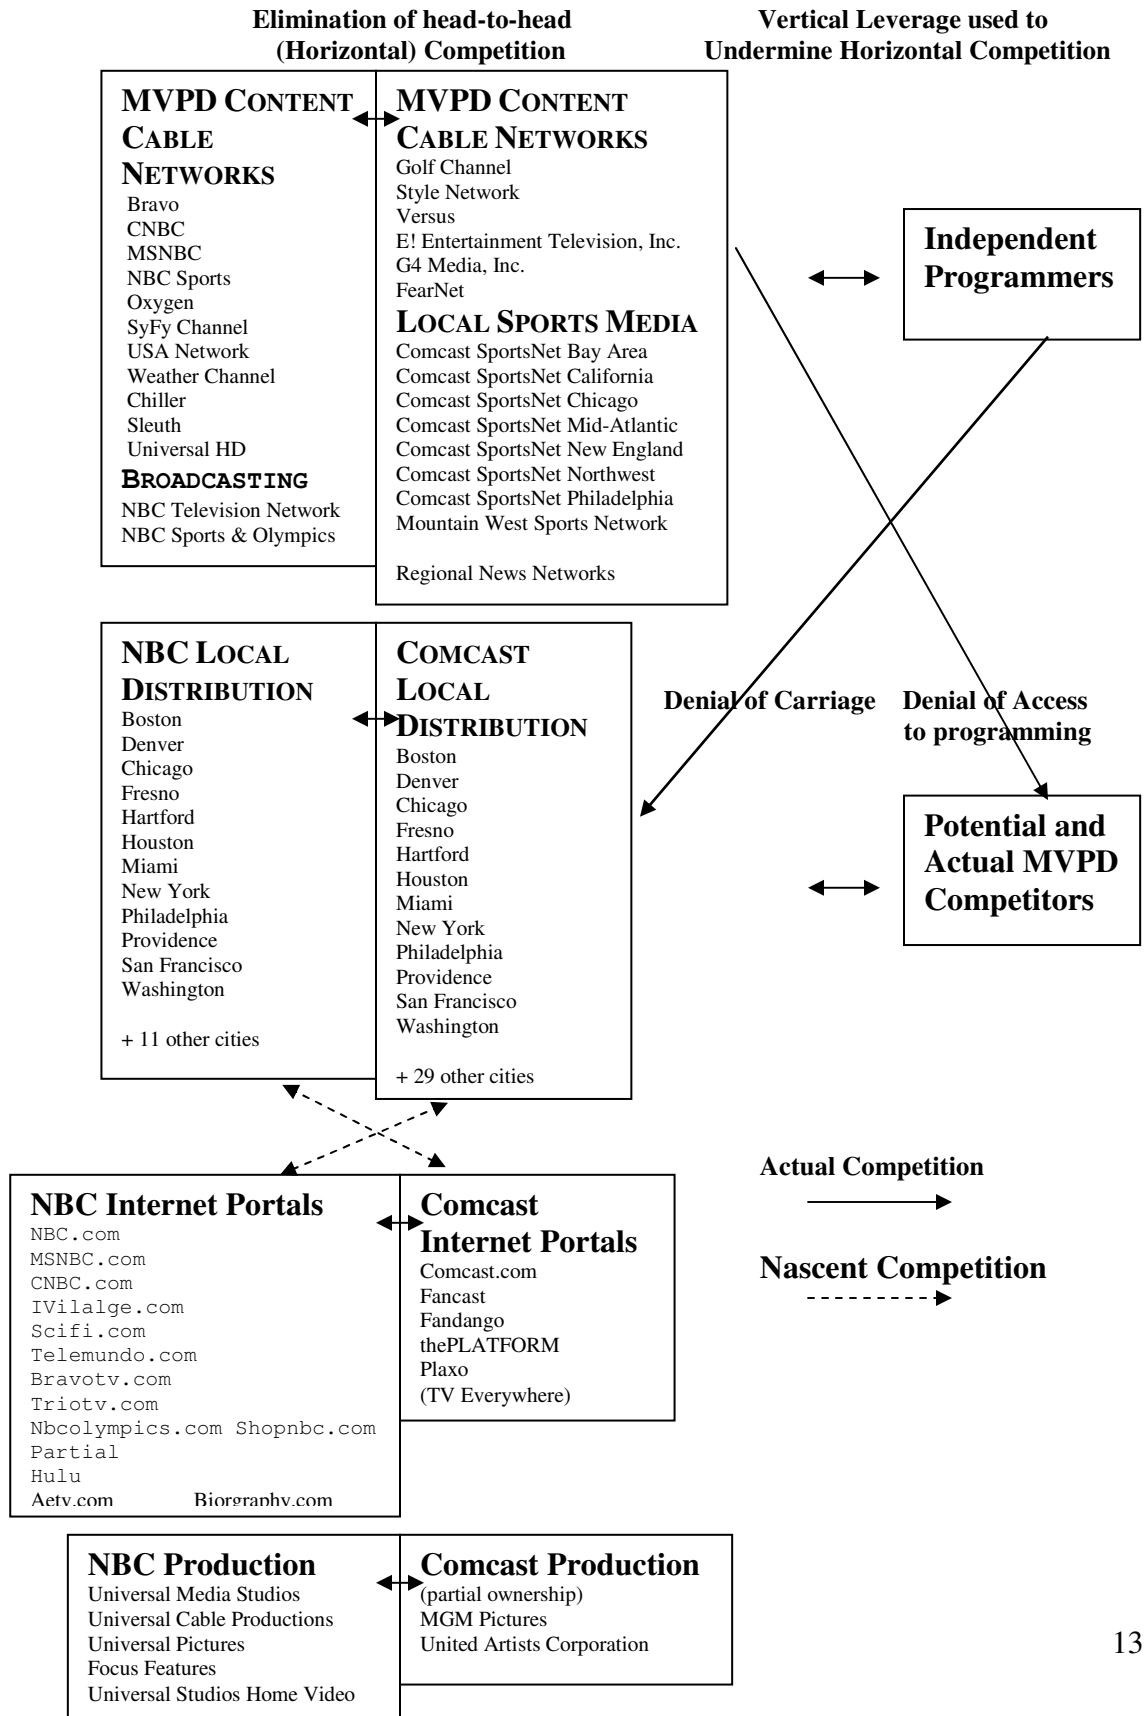 Elimination of head-to-head
(Horizontal) Competition
Vertical Leverage used to
Undermine Horizontal Competition
MVPD CONTENT
CABLE
NETWORKS
Bravo
CNBC
MSNBC
NBC Sports
Oxygen
SyFy Channel
USA Network
Weather Channel
Chiller
Sleuth
Universal HD
BROADCASTING
NBC Television Network
NBC Sports & Olympics
MVPD CONTENT
CABLE NETWORKS
Golf Channel
Style Network
Versus
E! Entertainment Television, Inc.
G4 Media, Inc.
FearNet
LOCAL SPORTS MEDIA
Comcast SportsNet Bay Area
Comcast SportsNet California
Comcast SportsNet Chicago
Comcast SportsNet Mid-Atlantic
Comcast SportsNet New England
Comcast SportsNet Northwest
Comcast SportsNet Philadelphia
Mountain West Sports Network
Regional News Networks
Independent
Programmers
NBC LOCAL
DISTRIBUTION
Boston
Denver
Chicago
Fresno
Hartford
Houston
Miami
New York
Philadelphia
Providence
San Francisco
Washington
+ 11 other cities
COMCAST
LOCAL
DISTRIBUTION
Boston
Denver
Chicago
Fresno
Hartford
Houston
Miami
New York
Philadelphia
Providence
San Francisco
Washington
+ 29 other cities
Denial of Carriage
Denial of Access
to programming
Potential and
Actual MVPD
Competitors
NBC Internet Portals
NBC.com
MSNBC.com
CNBC.com
IVilalge.com
Scifi.com
Telemundo.com
Bravotv.com
Triotv.com
Nbcolympics.com Shopnbc.com
Partial
Hulu
Aetv.com Biorgraphy.com
Comcast
Internet Portals
Comcast.com
Fancast
Fandango
thePLATFORM
Plaxo
(TV Everywhere)
Actual Competition
Nascent Competition
NBC Production
Universal Media Studios
Universal Cable Productions
Universal Pictures
Focus Features
Universal Studios Home Video
Comcast Production
(partial ownership)
MGM Pictures
United Artists Corporation
13